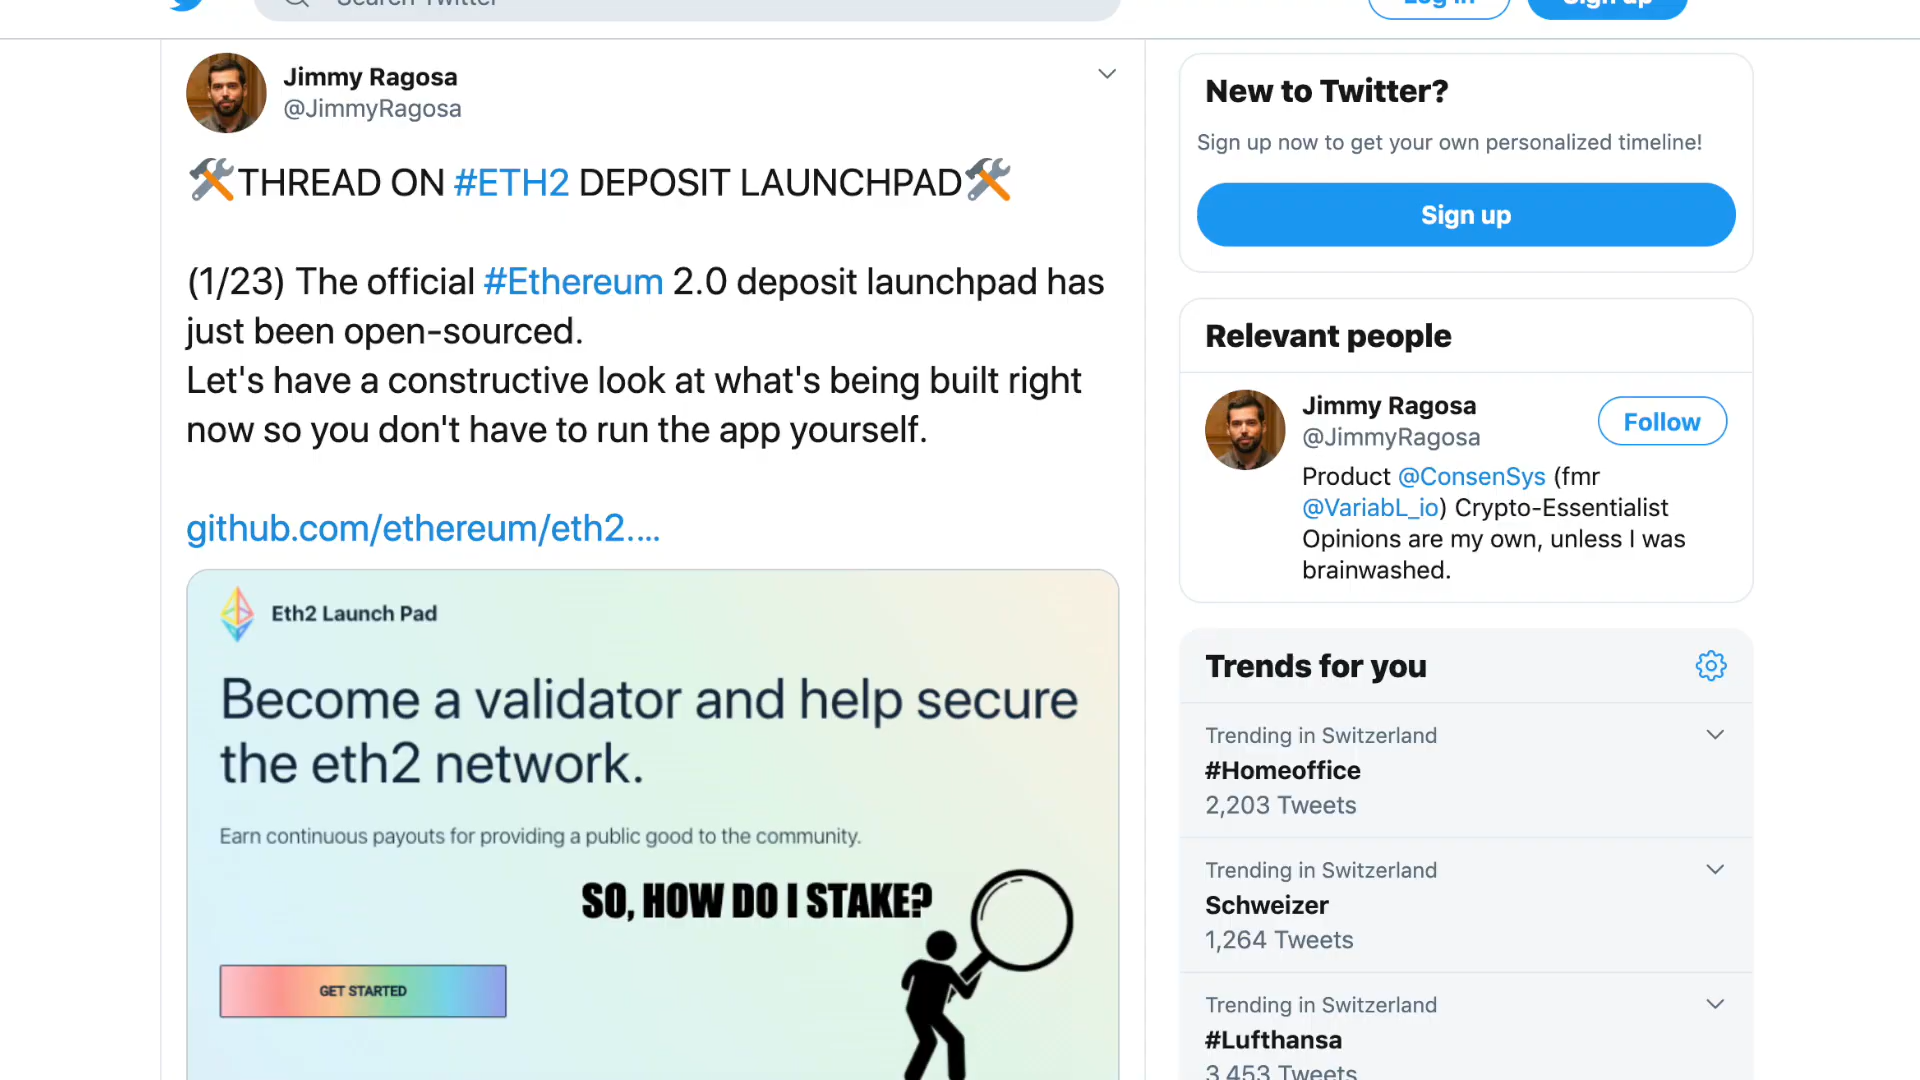 Search Twitter
Log in
Sign up
Jimmy Ragosa
@JimmyRagosa
🛠THREAD ON #ETH2 DEPOSIT LAUNCHPAD🛠
(1/23) The official #Ethereum 2.0 deposit launchpad has
just been open-sourced.
Let's have a constructive look at what's being built right
now so you don't have to run the app yourself.
github.com/ethereum/eth2.…
Eth2 Launch Pad
Become a validator and help secure
the eth2 network.
Earn continuous payouts for providing a public good to the community.
SO, HOW DO I STAKE?
GET STARTED
New to Twitter?
Sign up now to get your own personalized timeline!
Sign up
Relevant people
Jimmy Ragosa
@JimmyRagosa
Follow
Product @ConsenSys (fmr
@VariabL_io) Crypto-Essentialist
Opinions are my own, unless I was
brainwashed.
Trends for you
Trending in Switzerland
#Homeoffice
2,203 Tweets
Trending in Switzerland
Schweizer
1,264 Tweets
Trending in Switzerland
#Lufthansa
3,453 Tweets